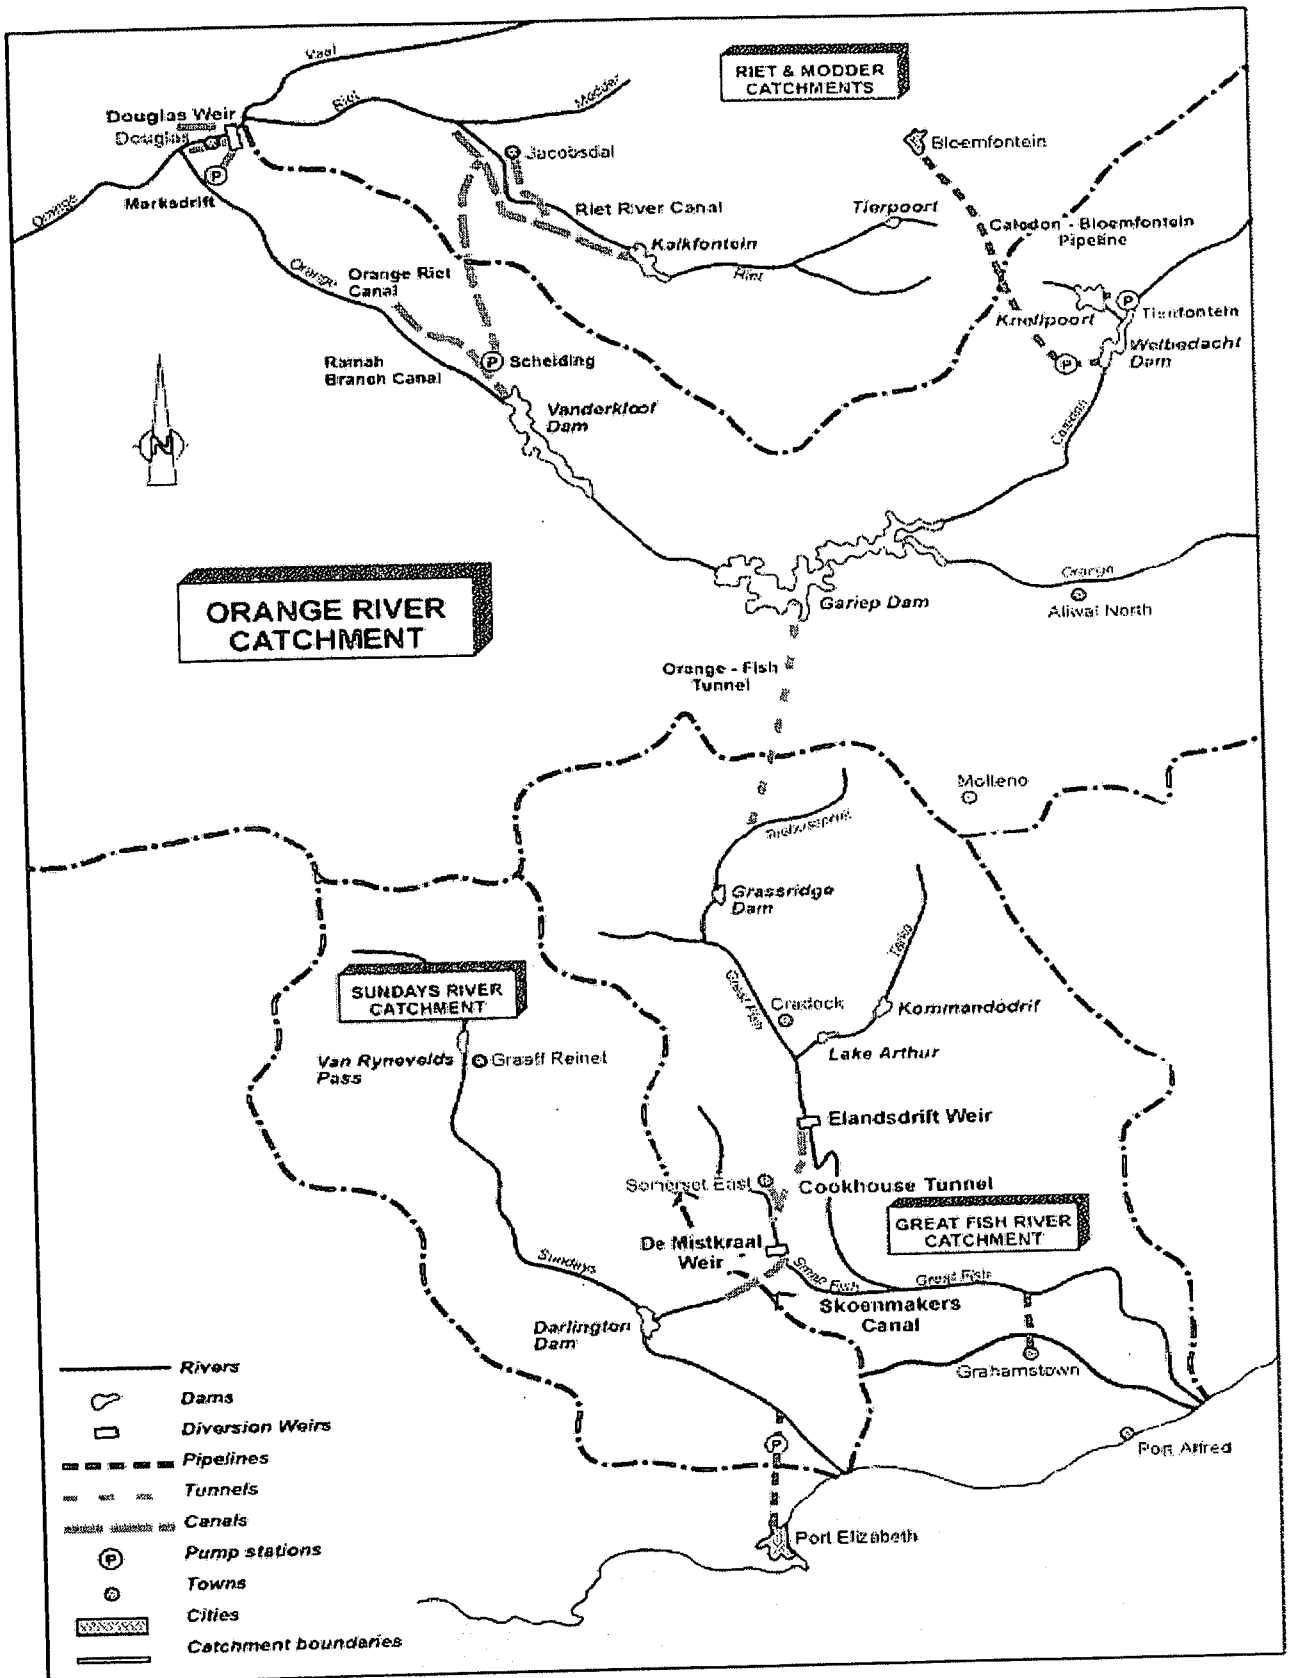 Vaal
RIET & MODDER
CATCHMENTS
Riet
Modder
Douglas Weir
Douglas
Bloemfontein
Jacobsdal
P
Marksdrift
Orange
Riet River Canal
Tierpoort
Caledon - Bloemfontein
Pipeline
Kalkfontein
Riet
Orange
Orange Riet
Canal
P
Knellpoort
Tienfontein
Welbedacht
Dam
P
Ramah
Branch Canal
P
Scheiding
Vanderkloof
Dam
Caledon
N
ORANGE RIVER
CATCHMENT
Orange
Gariep Dam
Aliwal North
Orange - Fish
Tunnel
Molteno
Teebusspruit
Grassridge
Dam
Tarka
SUNDAYS RIVER
CATCHMENT
Great Fish
Cradock
Kommandodrif
Van Rynevelds
Pass
Graaff Reinet
Lake Arthur
Elandsdrift Weir
Somerset East
Cookhouse Tunnel
GREAT FISH RIVER
CATCHMENT
De Mistkraal
Weir
Sundays
Small Fish
Great Fish
Skoenmakers
Canal
Darlington
Dam
Grahamstown
Port Alfred
P
Port Elizabeth
Rivers
Dams
Diversion Weirs
Pipelines
Tunnels
Canals
P
Pump stations
Towns
Cities
Catchment boundaries